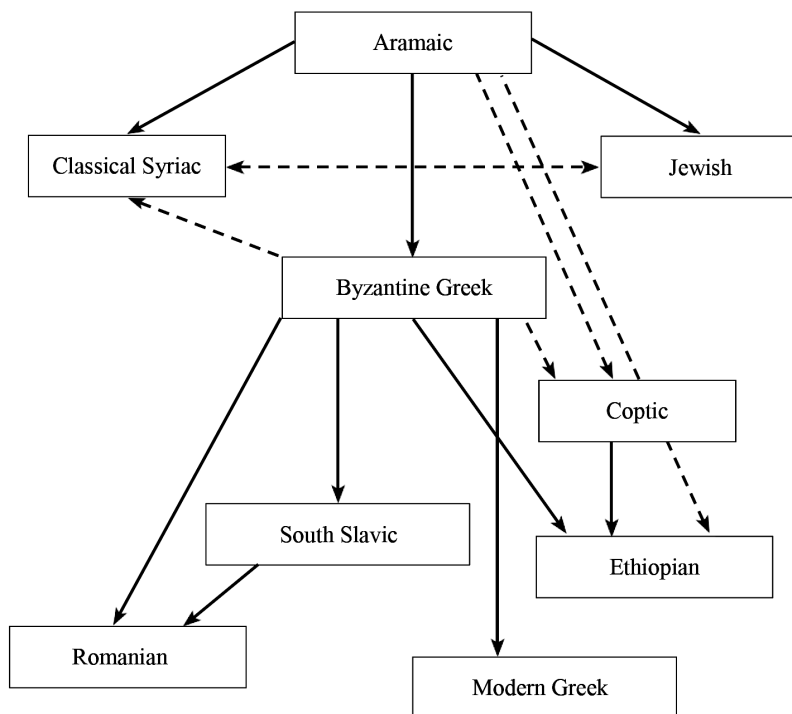 Aramaic
Classical Syriac
Jewish
Byzantine Greek
Coptic
South Slavic
Ethiopian
Romanian
Modern Greek